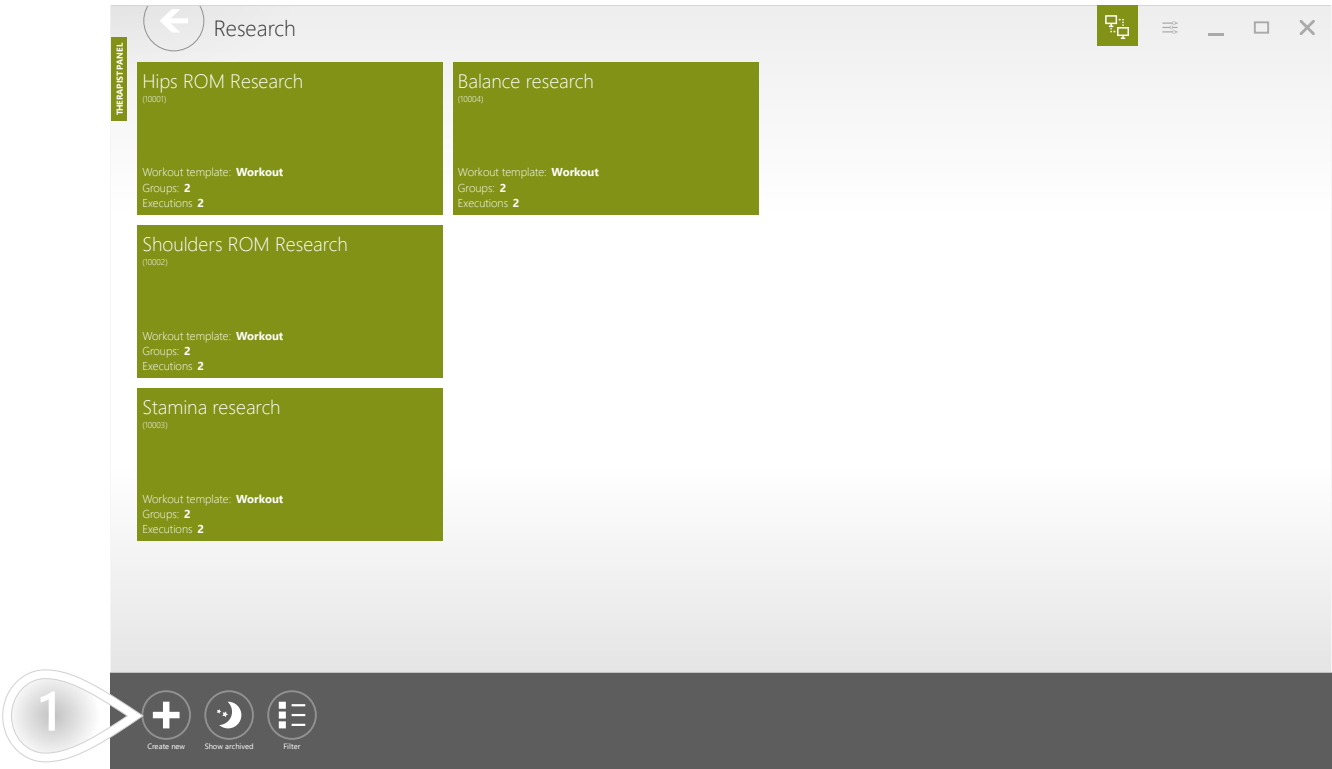 Research
THERAPIST PANEL
Hips ROM Research
(10001)
Workout template: Workout
Groups: 2
Executions 2
Balance research
(10004)
Workout template: Workout
Groups: 2
Executions 2
Shoulders ROM Research
(10002)
Workout template: Workout
Groups: 2
Executions 2
Stamina research
(10003)
Workout template: Workout
Groups: 2
Executions 2
1
Create new
Show archived
Filter